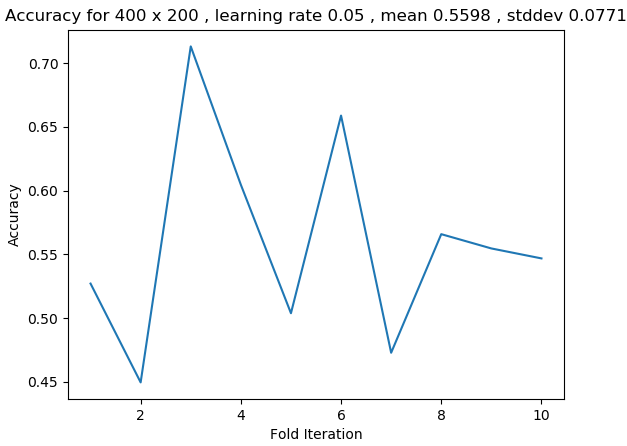 Accuracy for 400 x 200 , learning rate 0.05 , mean 0.5598 , stddev 0.0771
0.70
0.65
0.60
0.55
0.50
0.45
Accuracy
2 4 6 8 10
Fold Iteration